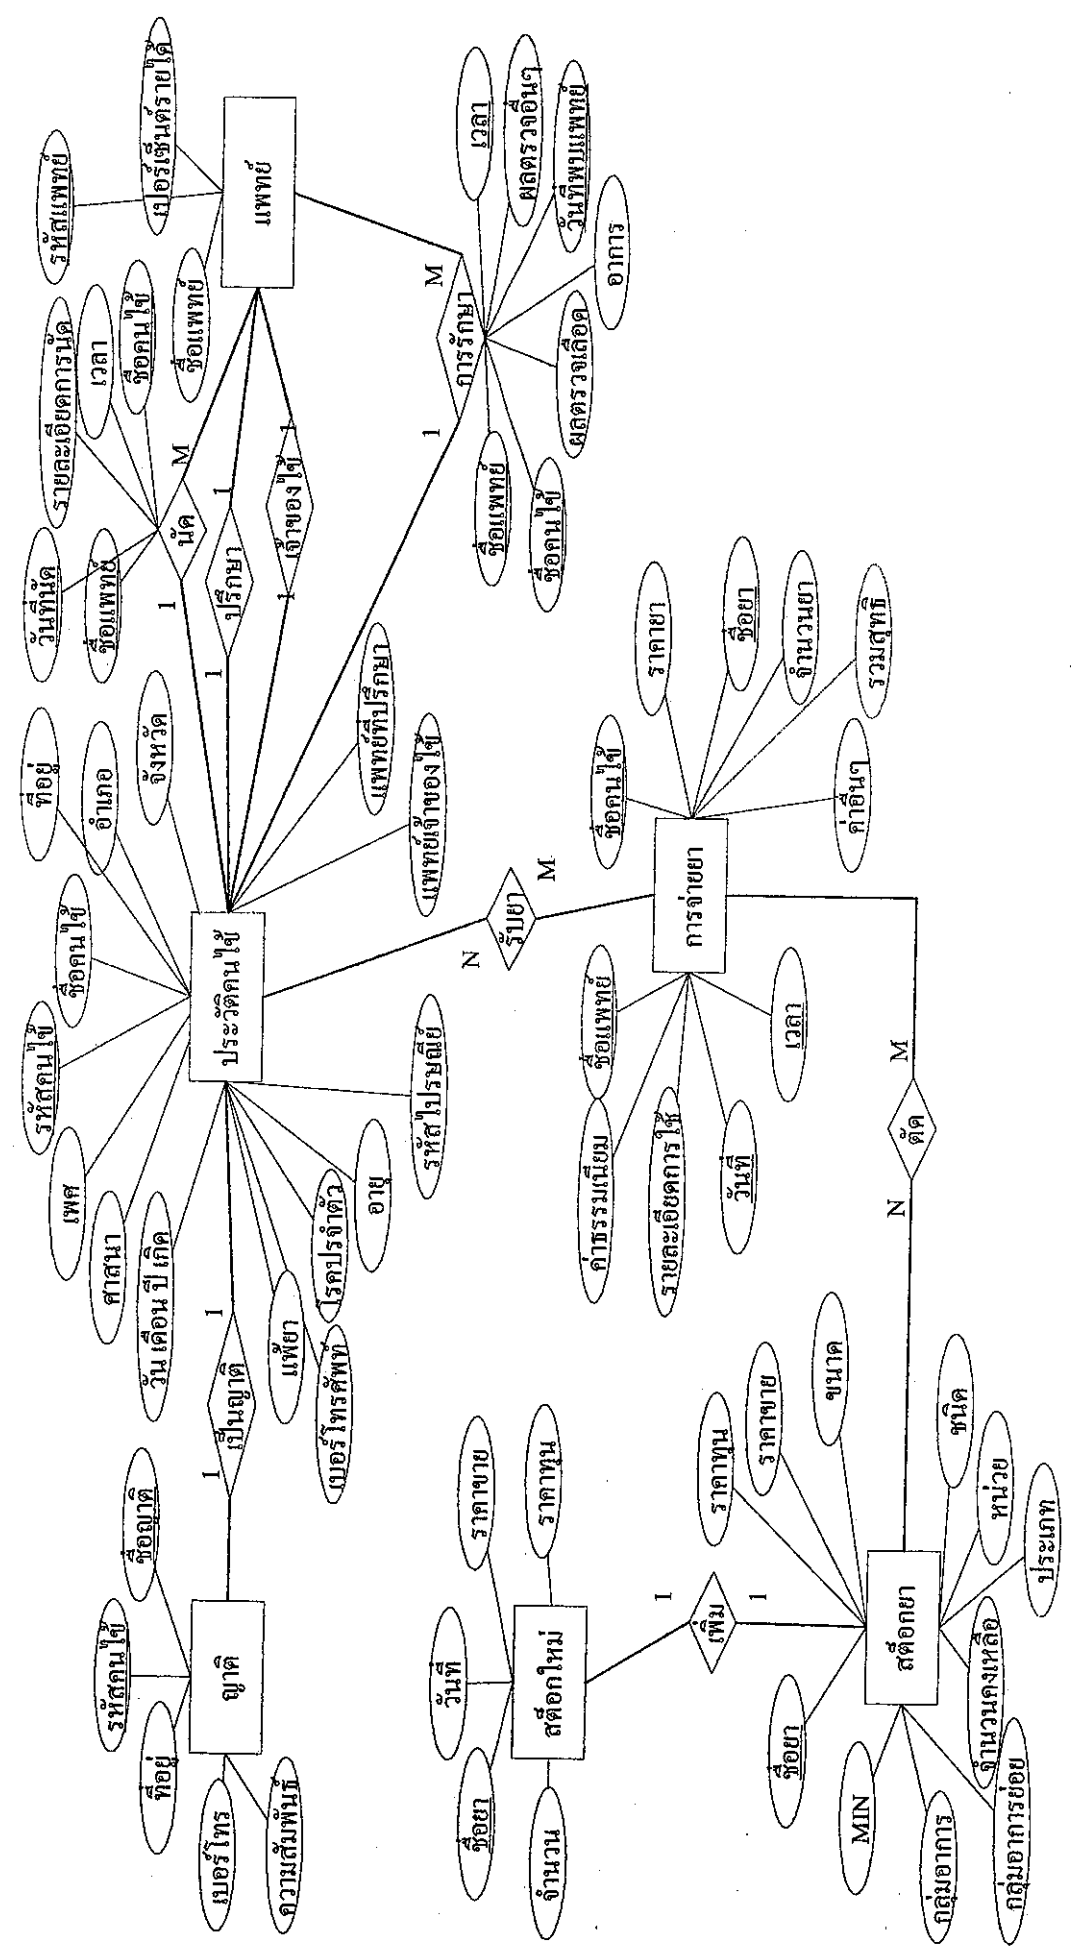 รหัสแพทย์
เปอร์เซ็นต์รายได้
ชื่อแพทย์
แพทย์
รายละเอียดการนัด
เวลา
ชื่อคนไข้
วันที่นัด
ชื่อแพทย์
นัด
1
M
ปรึกษา
1
1
เจ้าของไข้
1
1
การรักษา
1
M
เวลา
ผลตรวจอื่นๆ
วันที่พบแพทย์
อาการ
ผลตรวจเลือด
ชื่อแพทย์
ชื่อคนไข้
ที่อยู่
อำเภอ
จังหวัด
ชื่อคนไข้
รหัสคนไข้
เพศ
ศาสนา
วัน เดือน ปี เกิด
ประวัติคนไข้
แพทย์ที่ปรึกษา
แพทย์เจ้าของไข้
รหัสไปรษณีย์
อายุ
โรคประจำตัว
แพ้ยา
เบอร์โทรศัพท์
เป็นญาติ
1
1
ชื่อญาติ
รหัสคนไข้
ที่อยู่
เบอร์โทร
ความสัมพันธ์
ญาติ
รับยา
N
M
การจ่ายยา
ชื่อคนไข้
ราคายา
ชื่อยา
จำนวนยา
รวมสุทธิ
ค่าอื่นๆ
ชื่อแพทย์
ค่าธรรมเนียม
รายละเอียดการใช้
วันที่
เวลา
ตัด
M
N
ราคาขาย
ราคาทุน
วันที่
ชื่อยา
จำนวน
สต๊อกใหม่
เพิ่ม
1
1
ราคาทุน
ราคาขาย
ขนาด
ชนิด
หน่วย
ประเภท
ชื่อยา
MIN
กลุ่มอาการ
กลุ่มอาการย่อย
จำนวนคงเหลือ
สต๊อกยา